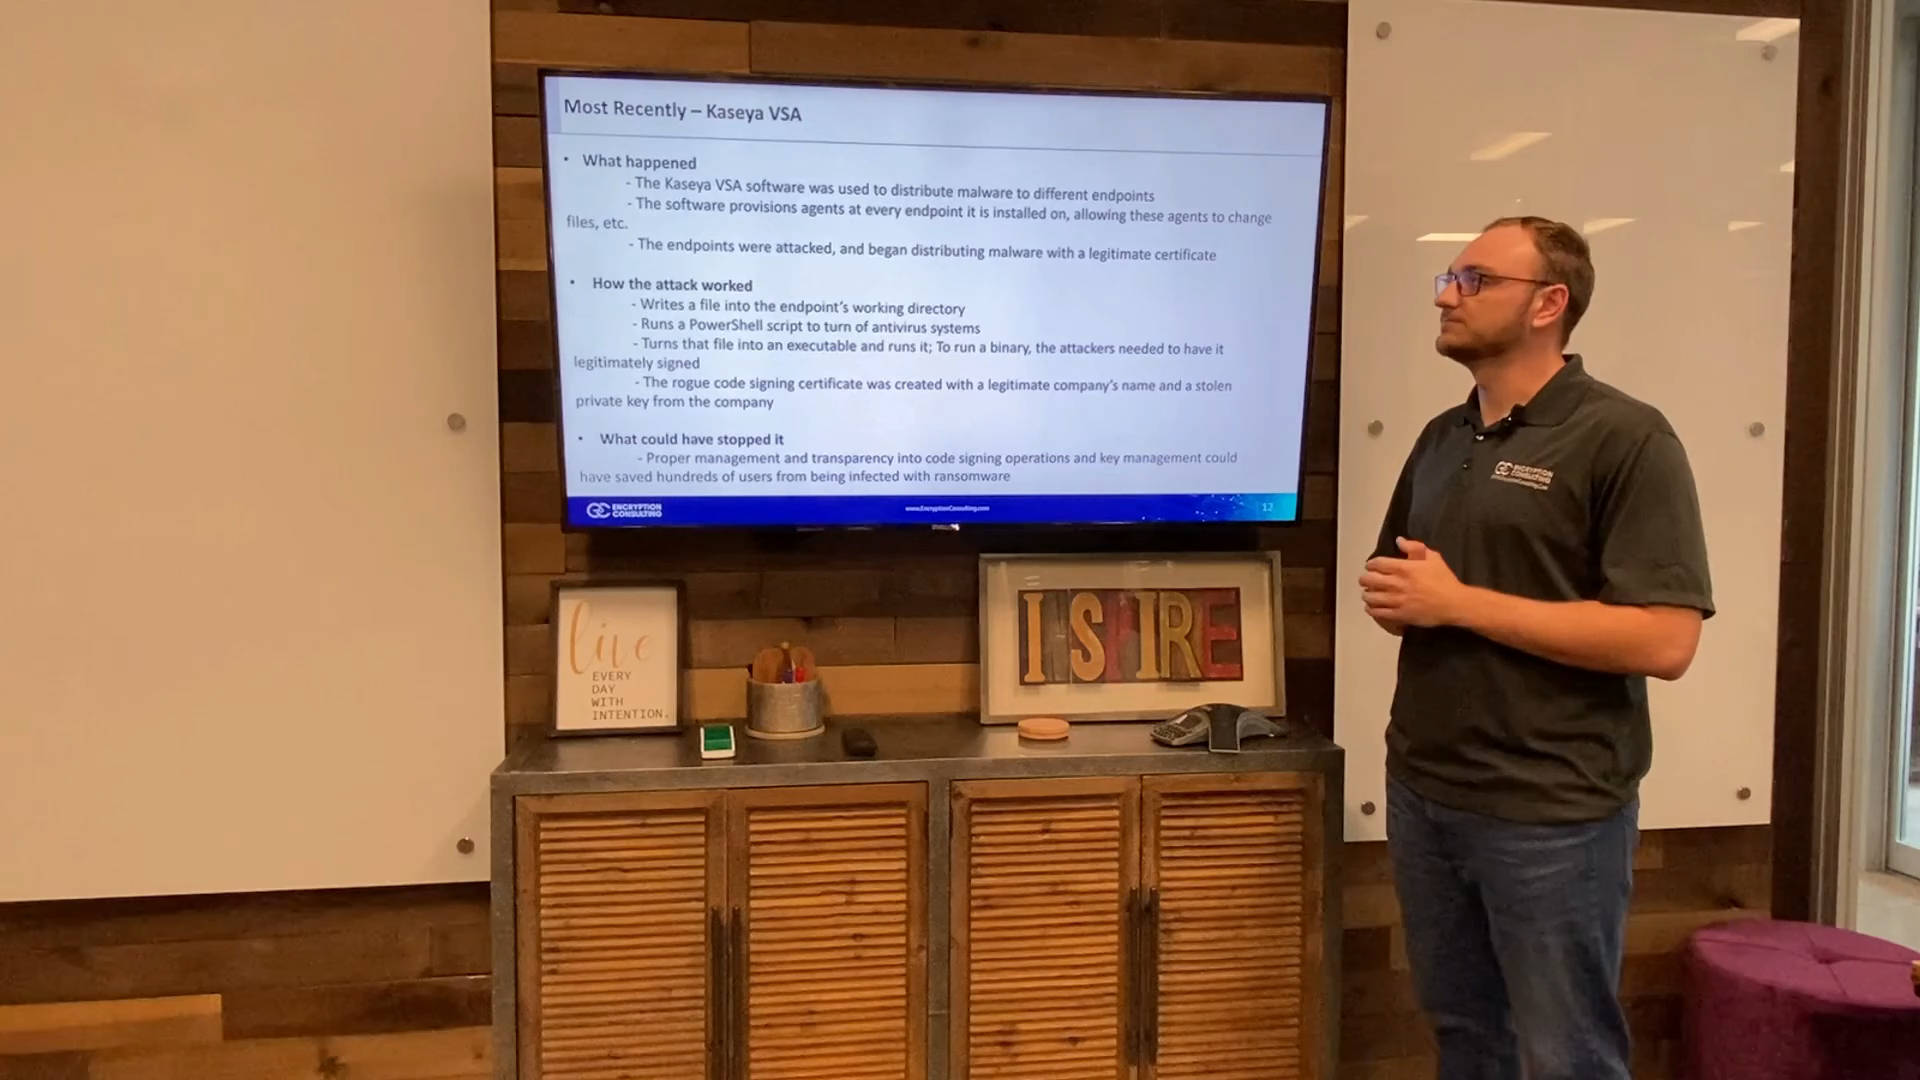 Most Recently – Kaseya VSA
• What happened
- The Kaseya VSA software was used to distribute malware to different endpoints
- The software provisions agents at every endpoint it is installed on, allowing these agents to change
files, etc.
- The endpoints were attacked, and began distributing malware with a legitimate certificate
• How the attack worked
- Writes a file into the endpoint's working directory
- Runs a PowerShell script to turn of antivirus systems
- Turns that file into an executable and runs it; To run a binary, the attackers needed to have it
legitimately signed
- The rogue code signing certificate was created with a legitimate company's name and a stolen
private key from the company
• What could have stopped it
- Proper management and transparency into code signing operations and key management could
have saved hundreds of users from being infected with ransomware
ENCRYPTION
CONSULTING
www.EncryptionConsulting.com
12
ENCRYPTION
CONSULTING
live
EVERY
DAY
WITH
INTENTION.
INSPIRE